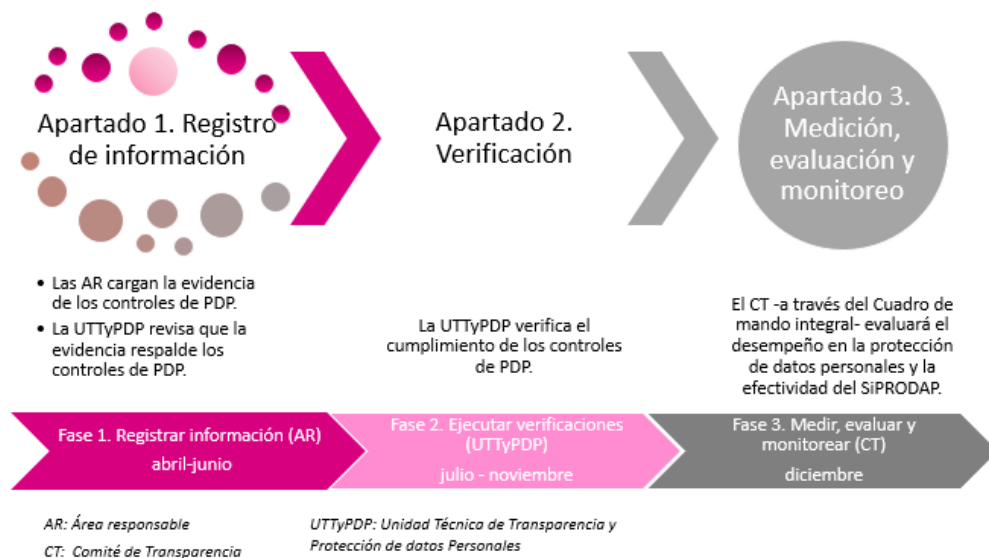 Apartado 1. Registro
de información
Apartado 2.
Verificación
Apartado 3.
Medición,
evaluación y
monitoreo
• Las AR cargan la evidencia
de los controles de PDP.
• La UTTyPDP revisa que la
evidencia respalde los
controles de PDP.
La UTTyPDP verifica el
cumplimiento de los controles
de PDP.
El CT -a través del Cuadro de
mando integral- evaluará el
desempeño en la protección
de datos personales y la
efectividad del SiPRODAP.
Fase 1. Registrar información (AR)
abril-junio
Fase 2. Ejecutar verificaciones
(UTTyPDP)
julio - noviembre
Fase 3. Medir, evaluar y
monitorear (CT)
diciembre
AR: Área responsable
CT: Comité de Transparencia
UTTyPDP: Unidad Técnica de Transparencia y
Protección de datos Personales